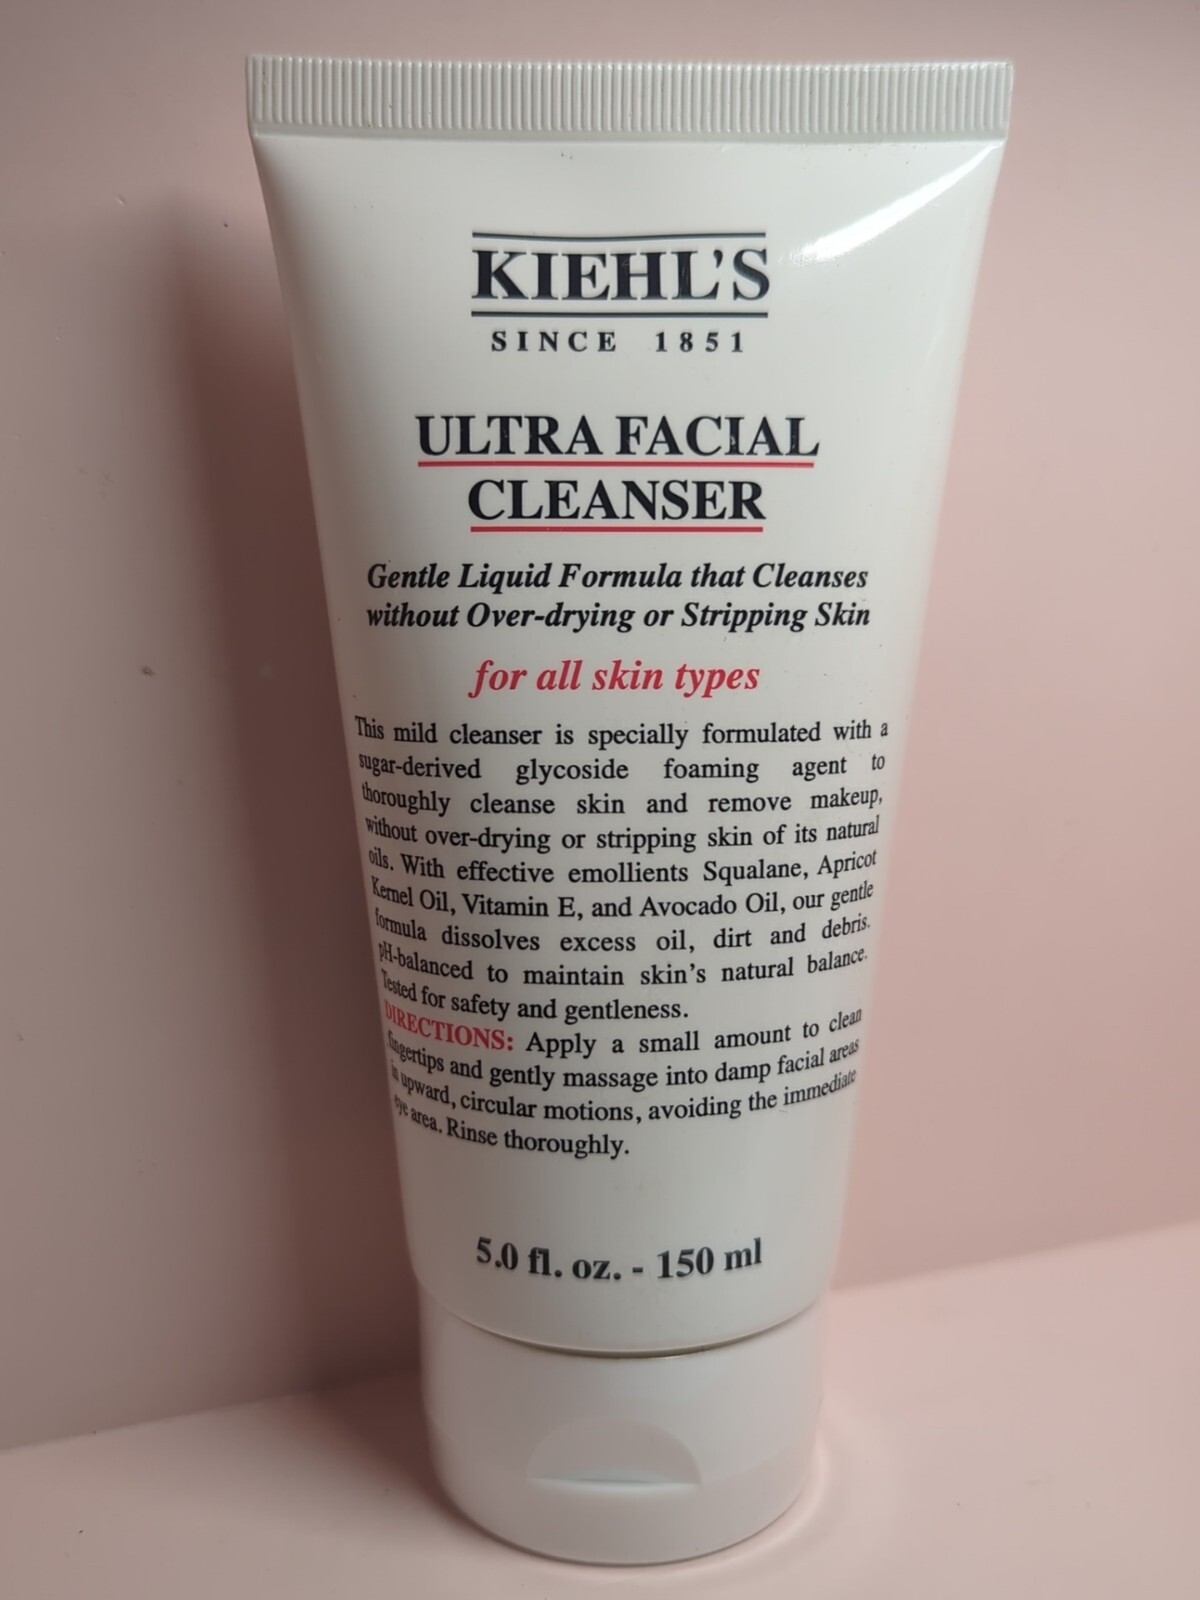 KIEHL'S
SINCE 1851
ULTRA FACIAL
CLEANSER
Gentle Liquid Formula that Cleanses
without Over-drying or Stripping Skin
for all skin types
This mild cleanser is specially formulated with a
sugar-derived glycoside foaming agent to
thoroughly cleanse skin and remove makeup,
without over-drying or stripping skin of its natural
oils. With effective emollients Squalane, Apricot
Kernel Oil, Vitamin E, and Avocado Oil, our gentle
formula dissolves excess oil, dirt and debris.
pH-balanced to maintain skin's natural balance.
Tested for safety and gentleness.
DIRECTIONS: Apply a small amount to clean
fingertips and gently massage into damp facial areas
in upward, circular motions, avoiding the immediate
eye area. Rinse thoroughly.
5.0 fl. oz. - 150 ml